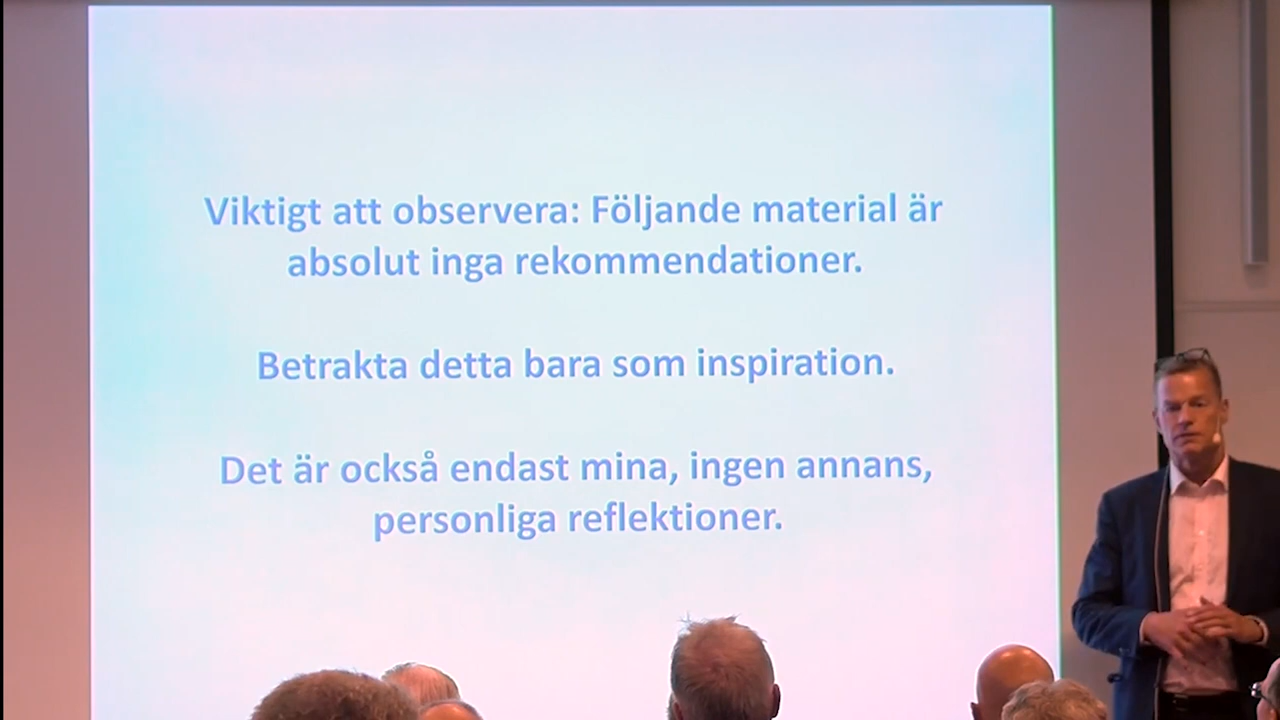 Viktigt att observera: Följande material är
absolut inga rekommendationer.
Betrakta detta bara som inspiration.
Det är också endast mina, ingen annans,
personliga reflektioner.